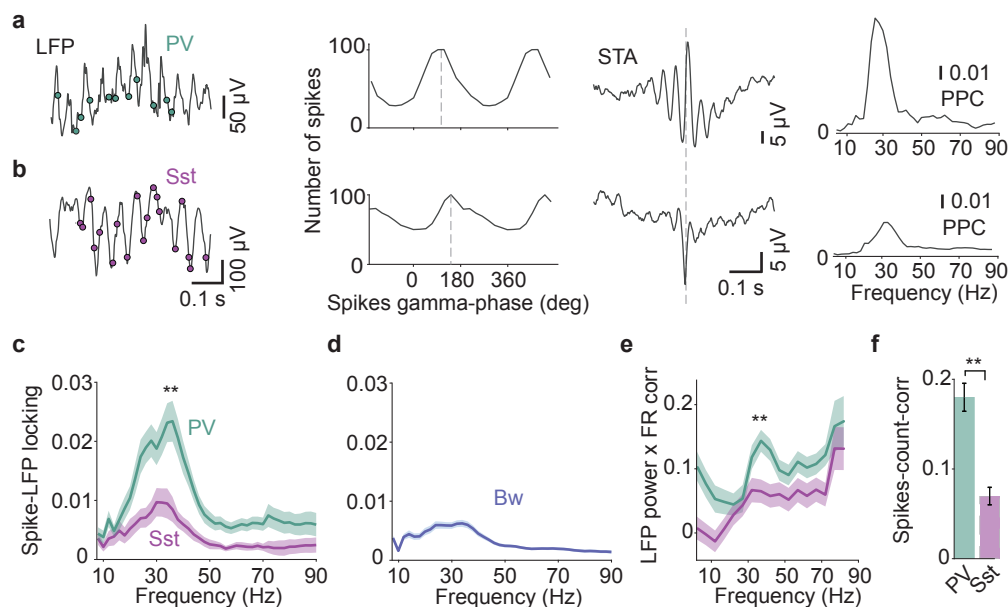 a
LFP
PV
50 µV
b
Sst
100 µV
0.1 s
Number of spikes
100
0
100
0
0
180
360
Spikes gamma-phase (deg)
STA
5 µV
5 µV
0.1 s
0.01
PPC
0
10
30
50
70
90
0.01
PPC
0
10
30
50
70
90
Frequency (Hz)
c
Spike-LFP locking
0.03
0.02
0.01
0
**
PV
Sst
10
30
50
70
90
Frequency (Hz)
d
0.03
0.02
0.01
0
Bw
10
30
50
70
90
Frequency (Hz)
e
LFP power x FR corr
0.2
0.1
0
**
10
30
50
70
90
Frequency (Hz)
f
Spikes-count-corr
0.2
0.1
0
**
PV
Sst